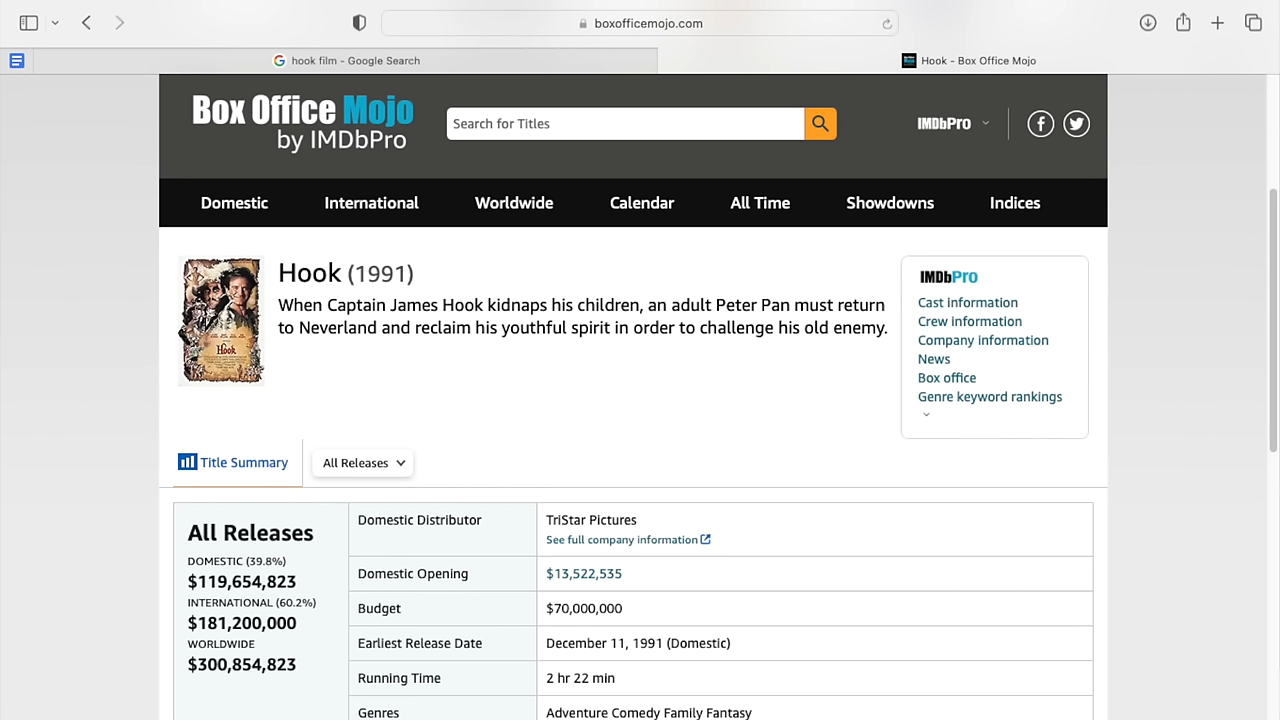 boxofficemojo.com
hook film - Google Search
Hook - Box Office Mojo
Box Office Mojo
by IMDbPro
Search for Titles
IMDbPro
Domestic
International
Worldwide
Calendar
All Time
Showdowns
Indices
Hook (1991)
When Captain James Hook kidnaps his children, an adult Peter Pan must return
to Neverland and reclaim his youthful spirit in order to challenge his old enemy.
Hook
IMDbPro
Cast information
Crew information
Company information
News
Box office
Genre keyword rankings
Title Summary
All Releases
All Releases
DOMESTIC (39.8%)
$119,654,823
INTERNATIONAL (60.2%)
$181,200,000
WORLDWIDE
$300,854,823
Domestic Distributor
TriStar Pictures
See full company information
Domestic Opening
$13,522,535
Budget
$70,000,000
Earliest Release Date
December 11, 1991 (Domestic)
Running Time
2 hr 22 min
Genres
Adventure Comedy Family Fantasy